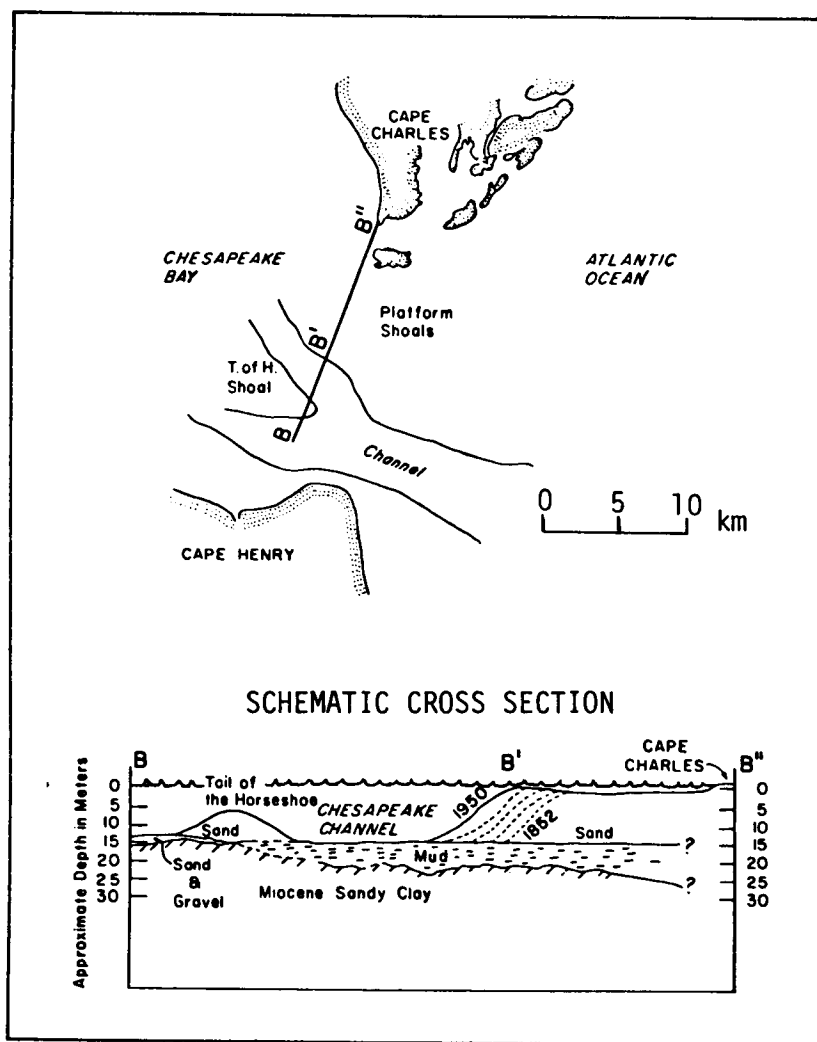 CAPE
CHARLES
B"
CHESAPEAKE
BAY
ATLANTIC
OCEAN
Platform
Shoals
B'
T. of H.
Shoal
B
Channel
0 5 10 km
CAPE HENRY
SCHEMATIC CROSS SECTION
B B' CAPE B"
CHARLES
Approximate Depth in Meters
0 Tail of 0
5 the Horseshoe 5
CHESAPEAKE
CHANNEL
1950
1852
10 10
15 Sand Sand ? 15
Mud
20 Sand 20
&
25 Gravel Miocene Sandy Clay ? 25
30 30